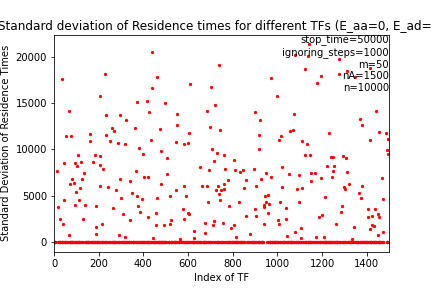 Standard deviation of Residence times for different TFs (E_aa=0, E_ad=
stop_time=50000
ignoring_steps=1000
m=50
nA=1500
n=10000
Standard Deviation of Residence Times
20000
15000
10000
5000
0
0 200 400 600 800 1000 1200 1400
Index of TF